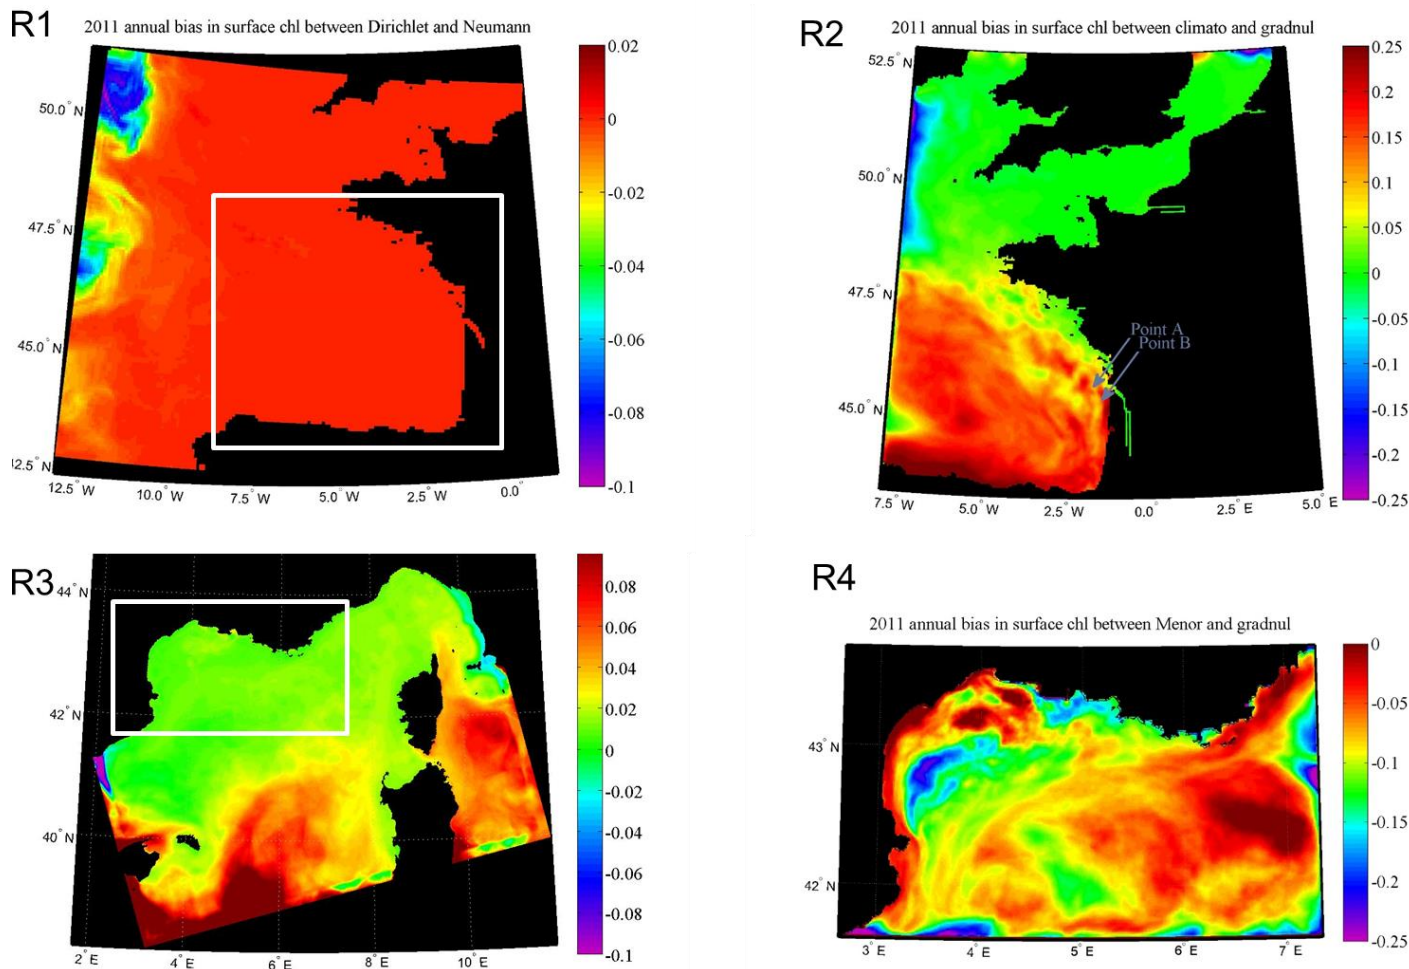 R1
2011 annual bias in surface chl between Dirichlet and Neumann
0.02
0
-0.02
-0.04
-0.06
-0.08
-0.1
50.0° N
47.5° N
45.0° N
12.5° N
12.5° W
10.0° W
7.5° W
5.0° W
2.5° W
0.0°
R2
2011 annual bias in surface chl between climato and gradnul
52.5° N
50.0° N
47.5° N
45.0° N
Point A
Point B
0.25
0.2
0.15
0.1
0.05
0
-0.05
-0.1
-0.15
-0.2
-0.25
7.5° W
5.0° W
2.5° W
0.0°
2.5° E
5.0° E
R3
44° N
42° N
40° N
0.08
0.06
0.04
0.02
0
-0.02
-0.04
-0.06
-0.08
-0.1
2° E
4° E
6° E
8° E
10° E
R4
2011 annual bias in surface chl between Menor and gradnul
43° N
42° N
0
-0.05
-0.1
-0.15
-0.2
-0.25
3° E
4° E
5° E
6° E
7° E